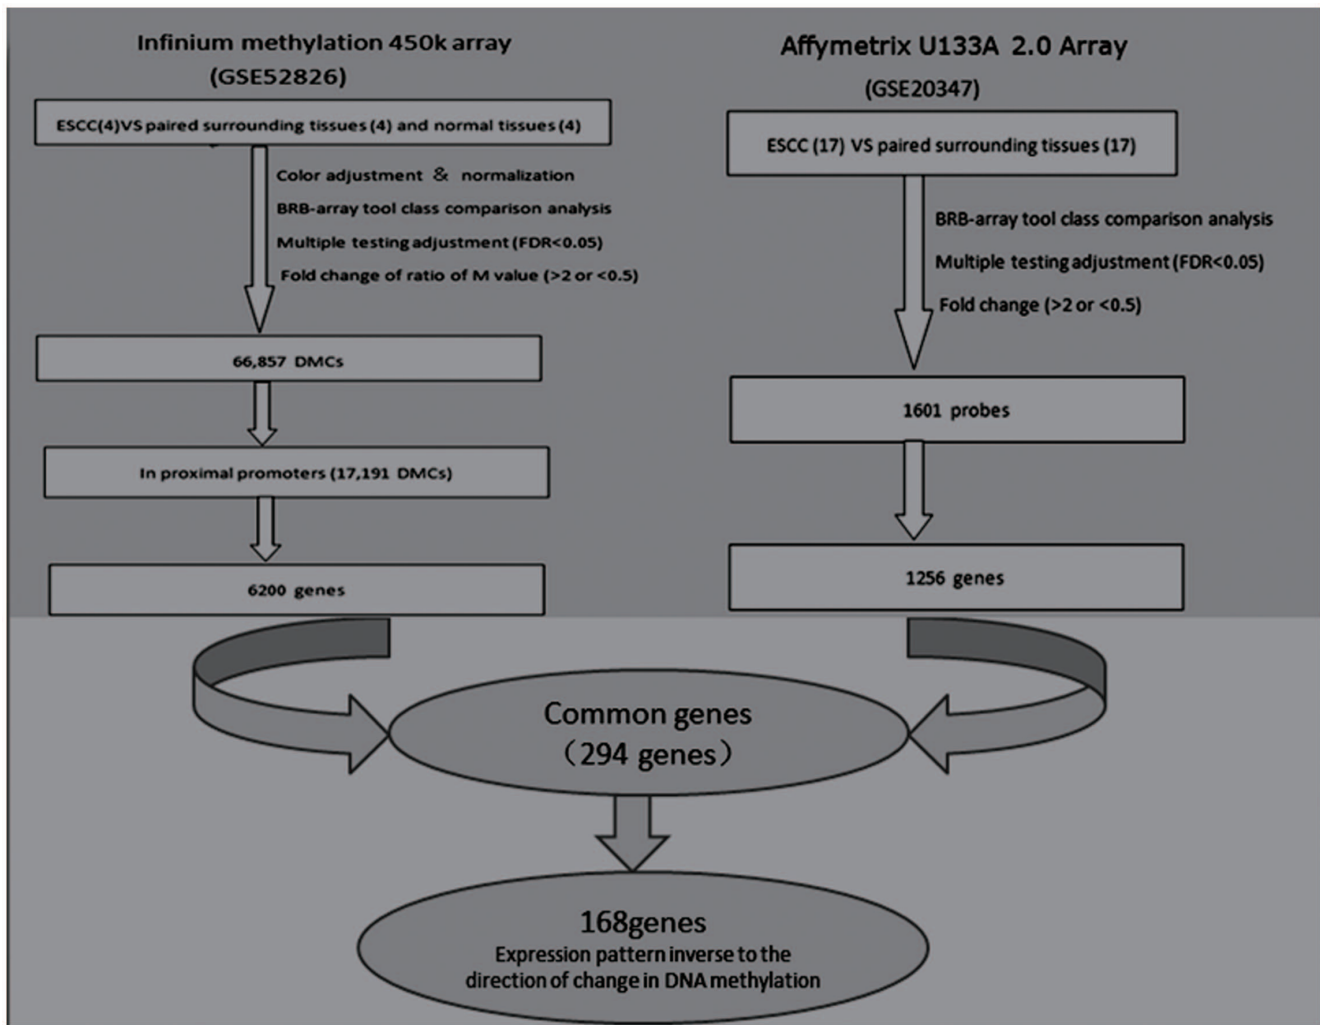 Infinium methylation 450k array
(GSE52826)
ESCC(4)VS paired surrounding tissues (4) and normal tissues (4)
Color adjustment & normalization
BRB-array tool class comparison analysis
Multiple testing adjustment (FDR<0.05)
Fold change of ratio of M value (>2 or <0.5)
66,857 DMCs
In proximal promoters (17,191 DMCs)
6200 genes
Affymetrix U133A 2.0 Array
(GSE20347)
ESCC (17) VS paired surrounding tissues (17)
BRB-array tool class comparison analysis
Multiple testing adjustment (FDR<0.05)
Fold change (>2 or <0.5)
1601 probes
1256 genes
Common genes
（294 genes）
168genes
Expression pattern inverse to the
direction of change in DNA methylation